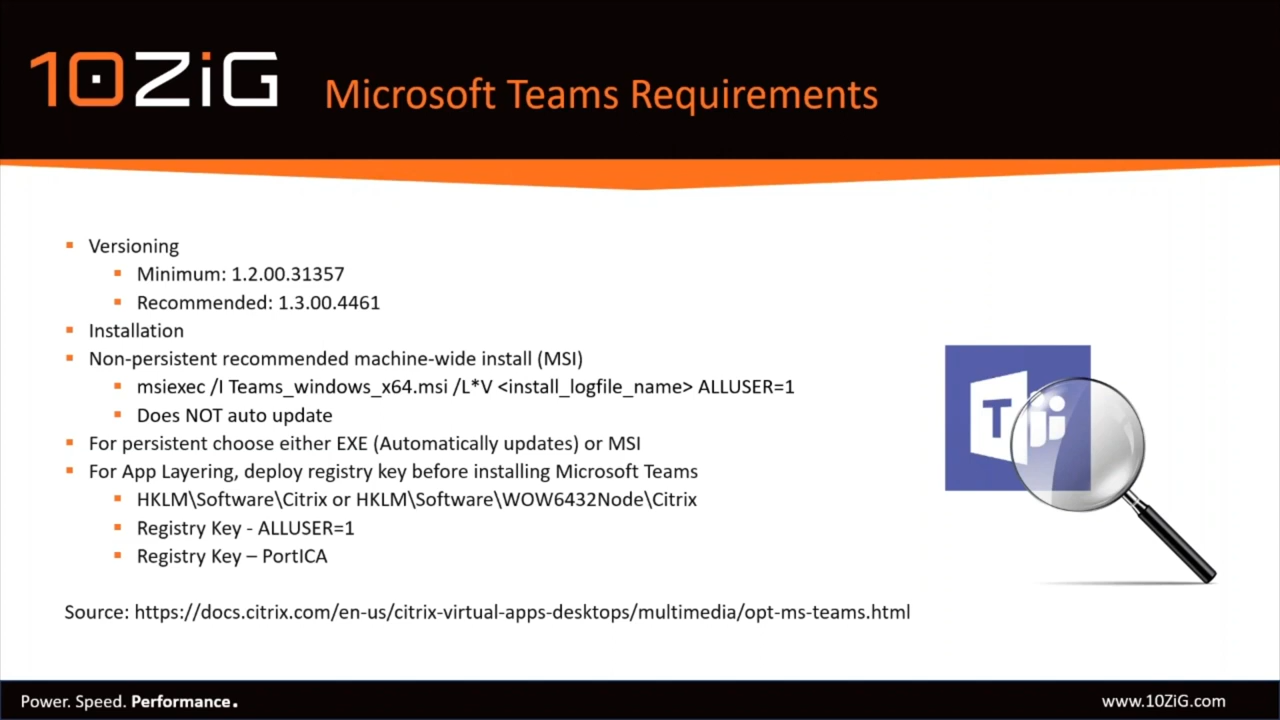 10ZiG
Microsoft Teams Requirements
Versioning
Minimum: 1.2.00.31357
Recommended: 1.3.00.4461
Installation
Non-persistent recommended machine-wide install (MSI)
msiexec /I Teams_windows_x64.msi /L*V <install_logfile_name> ALLUSER=1
Does NOT auto update
For persistent choose either EXE (Automatically updates) or MSI
For App Layering, deploy registry key before installing Microsoft Teams
HKLM\Software\Citrix or HKLM\Software\WOW6432Node\Citrix
Registry Key - ALLUSER=1
Registry Key – PortICA
T
Source: https://docs.citrix.com/en-us/citrix-virtual-apps-desktops/multimedia/opt-ms-teams.html
Power. Speed. Performance.
www.10ZiG.com